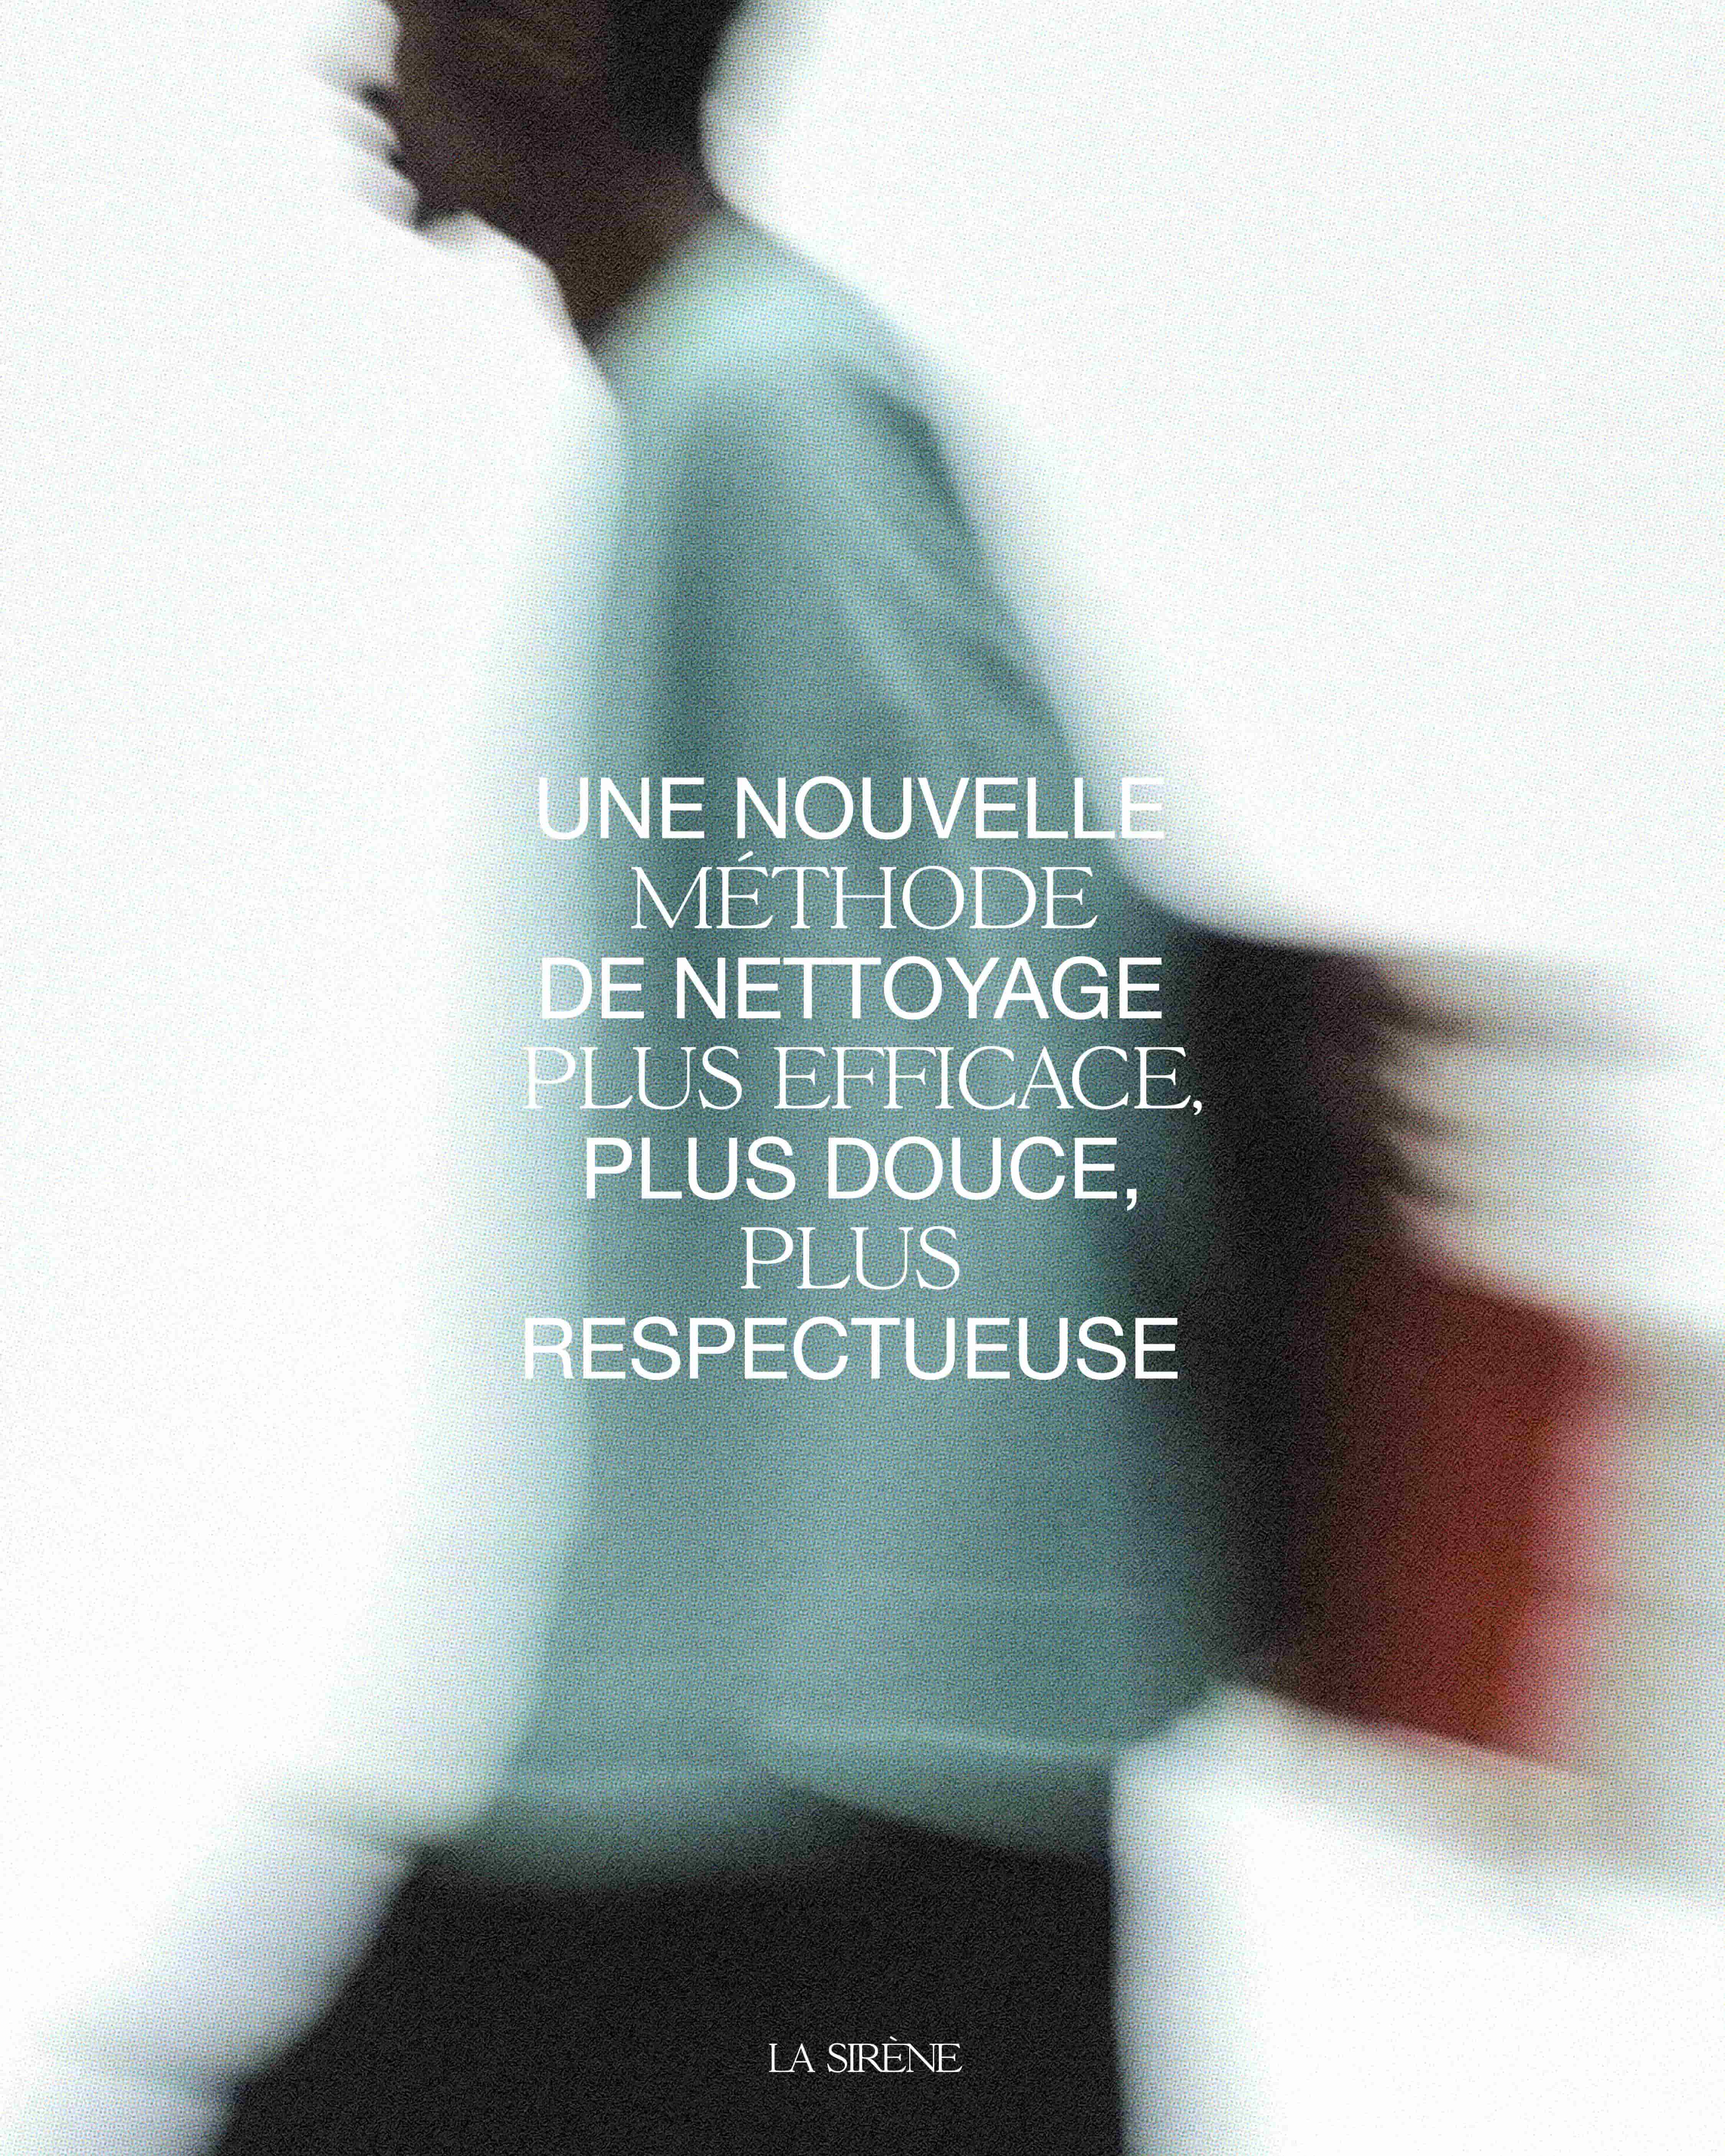 UNE NOUVELLE
MÉTHODE
DE NETTOYAGE
PLUS EFFICACE,
PLUS DOUCE,
PLUS
RESPECTUEUSE
LA SIRÈNE